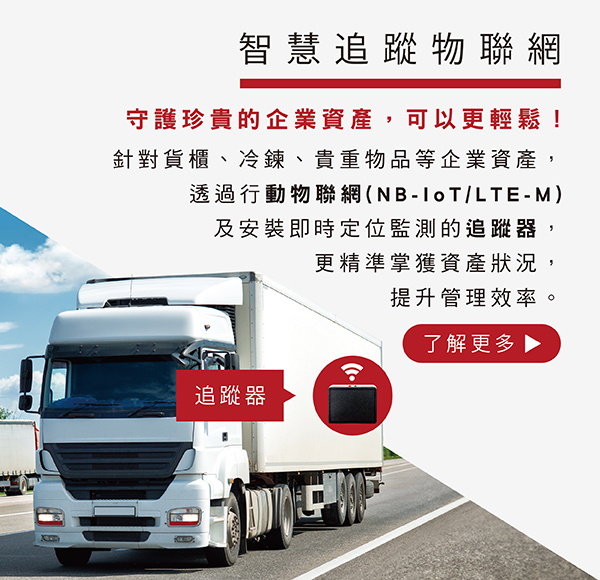 智慧追蹤物聯網
守護珍貴的企業資產，可以更輕鬆！
針對貨櫃、冷鍊、貴重物品等企業資產，
透過行動物聯網(NB-IoT/LTE-M)
及安裝即時定位監測的追蹤器，
更精準掌獲資產狀況，
提升管理效率。
了解更多▶
追蹤器